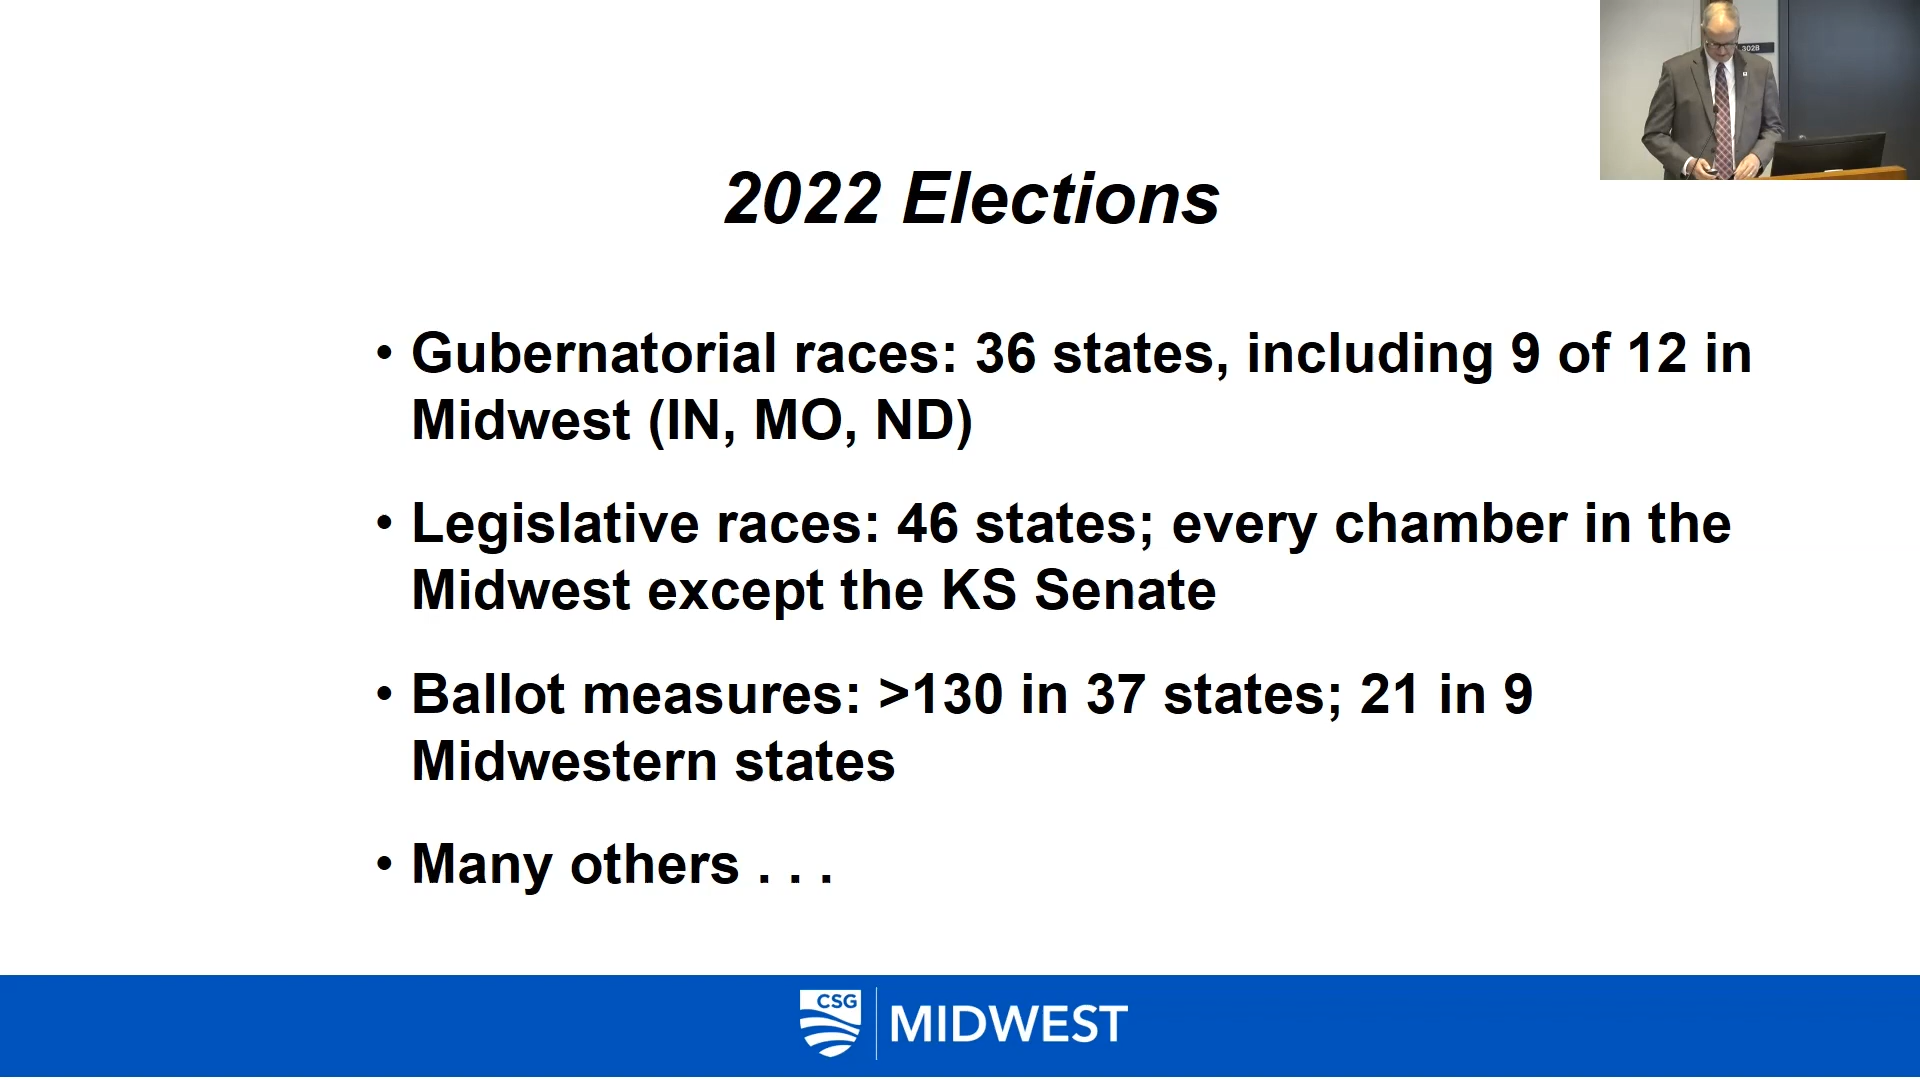 302B
2022 Elections
• Gubernatorial races: 36 states, including 9 of 12 in
Midwest (IN, MO, ND)
• Legislative races: 46 states; every chamber in the
Midwest except the KS Senate
• Ballot measures: >130 in 37 states; 21 in 9
Midwestern states
• Many others . . .
CSG MIDWEST